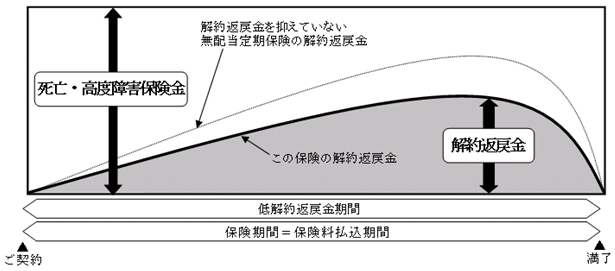 解約返戻金を抑えていない
無配当定期保険の解約返戻金
死亡・高度障害保険金
この保険の解約返戻金
解約返戻金
低解約返戻金期間
保険期間＝保険料払込期間
ご契約
満了